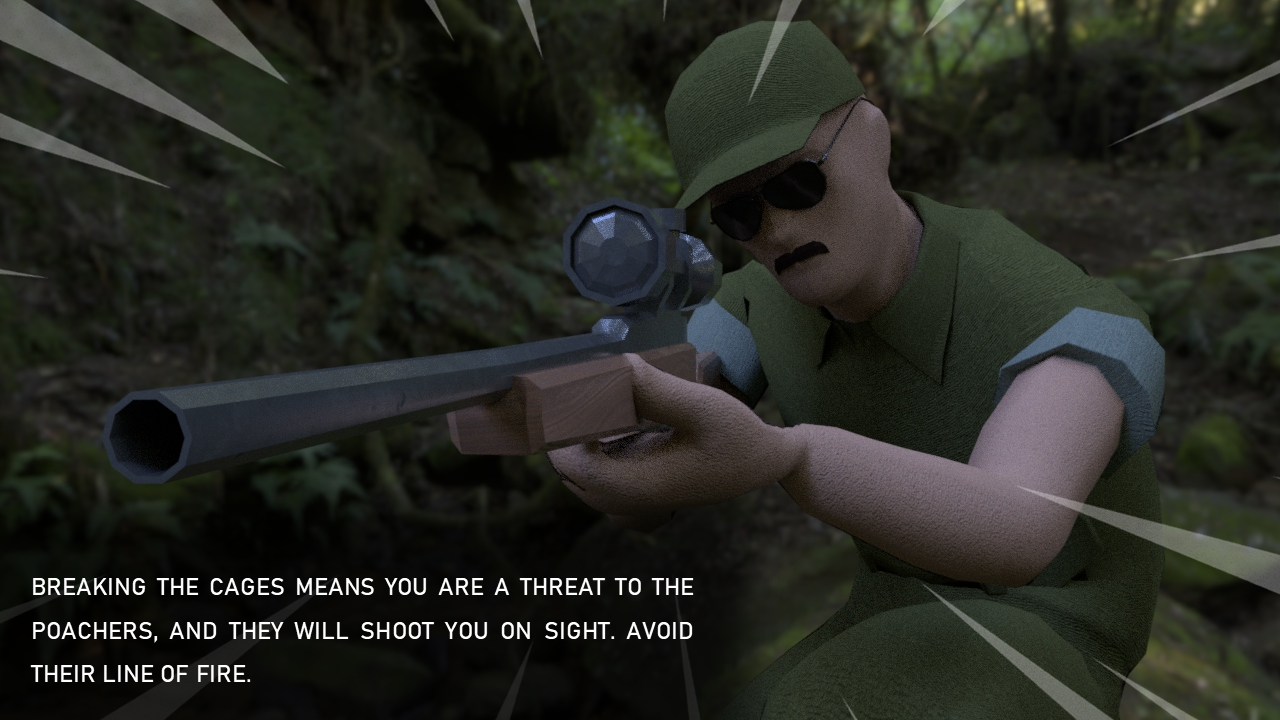 BREAKING THE CAGES MEANS YOU ARE A THREAT TO THE
POACHERS, AND THEY WILL SHOOT YOU ON SIGHT. AVOID
THEIR LINE OF FIRE.